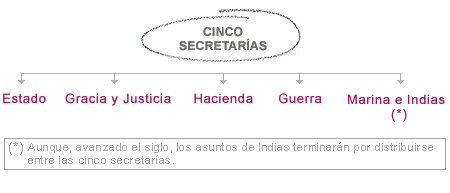 CINCO
SECRETARÍAS
Estado Gracia y Justicia Hacienda Guerra Marina e Indias
(*)
(*) Aunque, avanzado el siglo, los asuntos de Indias terminarán por distribuirse
entre las cinco secretarías.